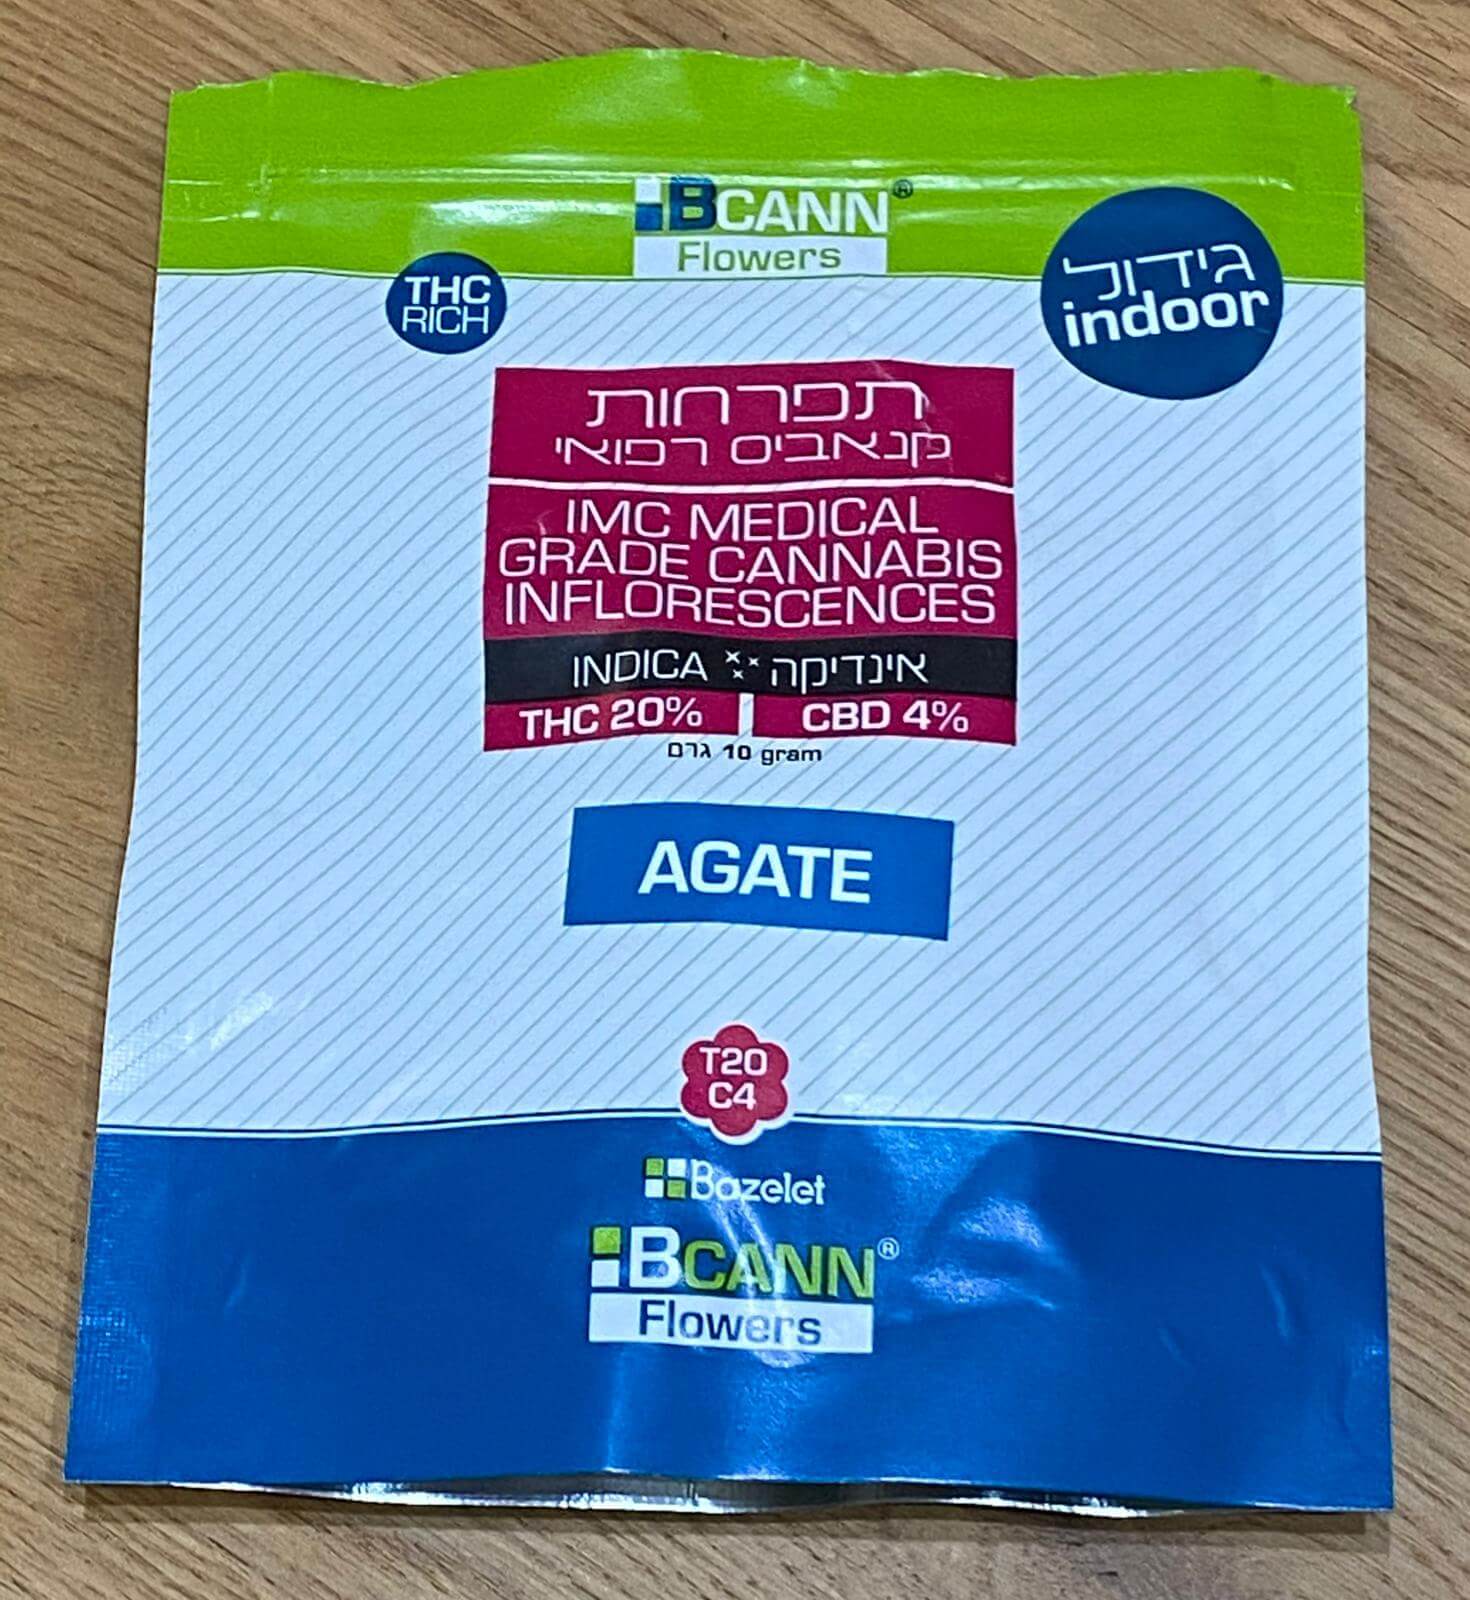 BCANN®
Flowers
THC
RICH
גידול
indoor
תפרחות
קנאביס רפואי
IMC MEDICAL
GRADE CANNABIS
INFLORESCENCES
INDICA אינדיקה
THC 20% CBD 4%
10 גרם gram
AGATE
T20
C4
Bazelet
BCANN®
Flowers